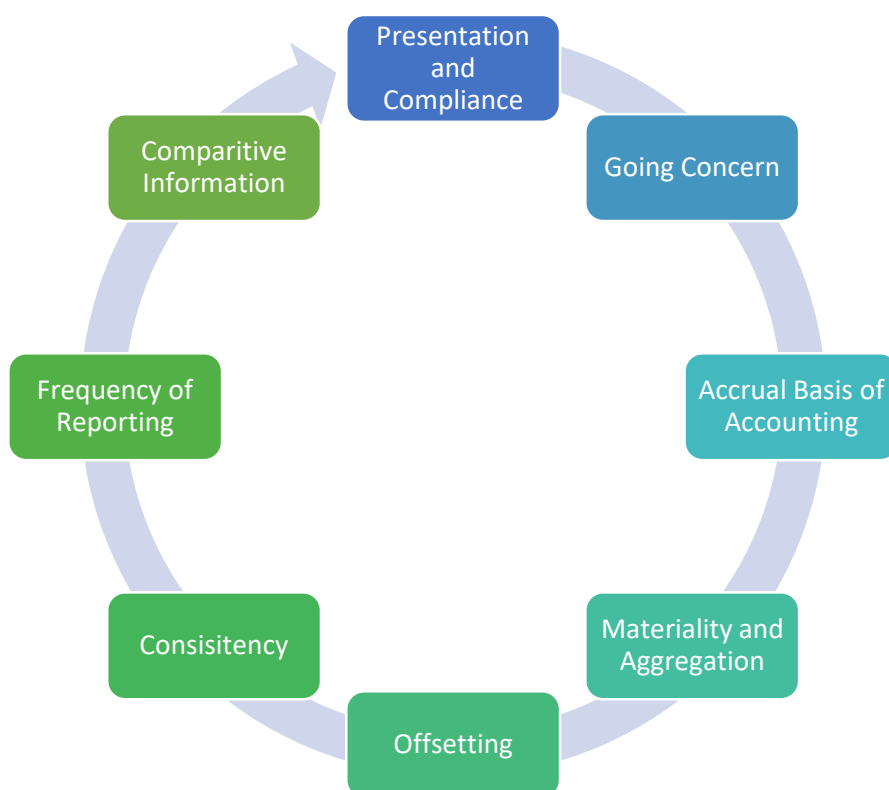 Presentation
and
Compliance
Going Concern
Accrual Basis of
Accounting
Materiality and
Aggregation
Offsetting
Consisitency
Frequency of
Reporting
Comparitive
Information